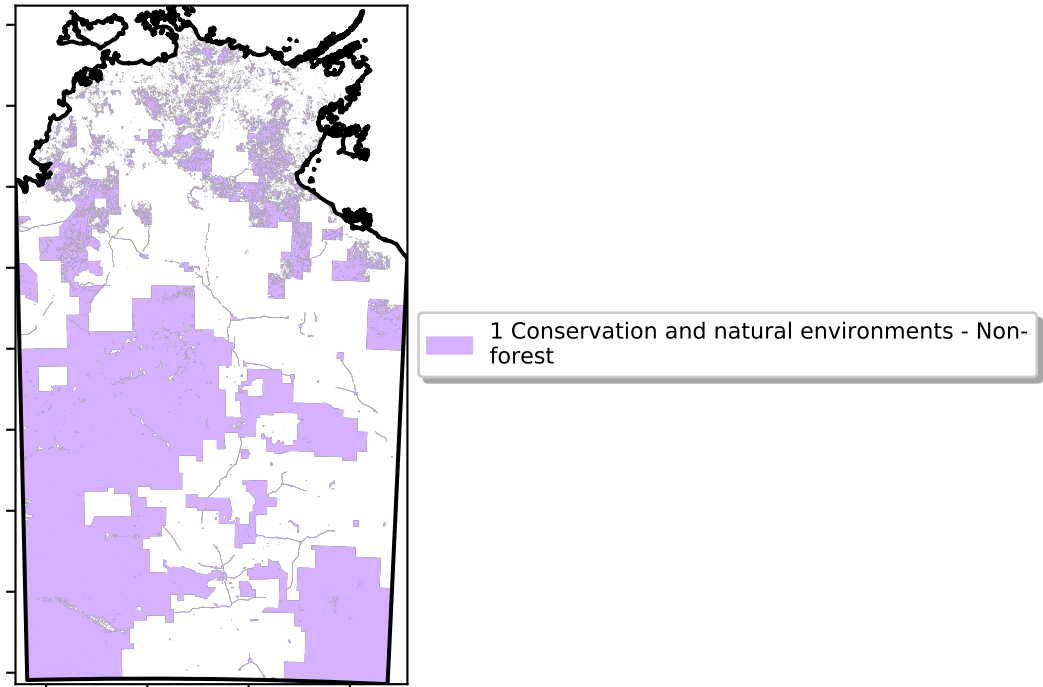 1 Conservation and natural environments - Non-
forest